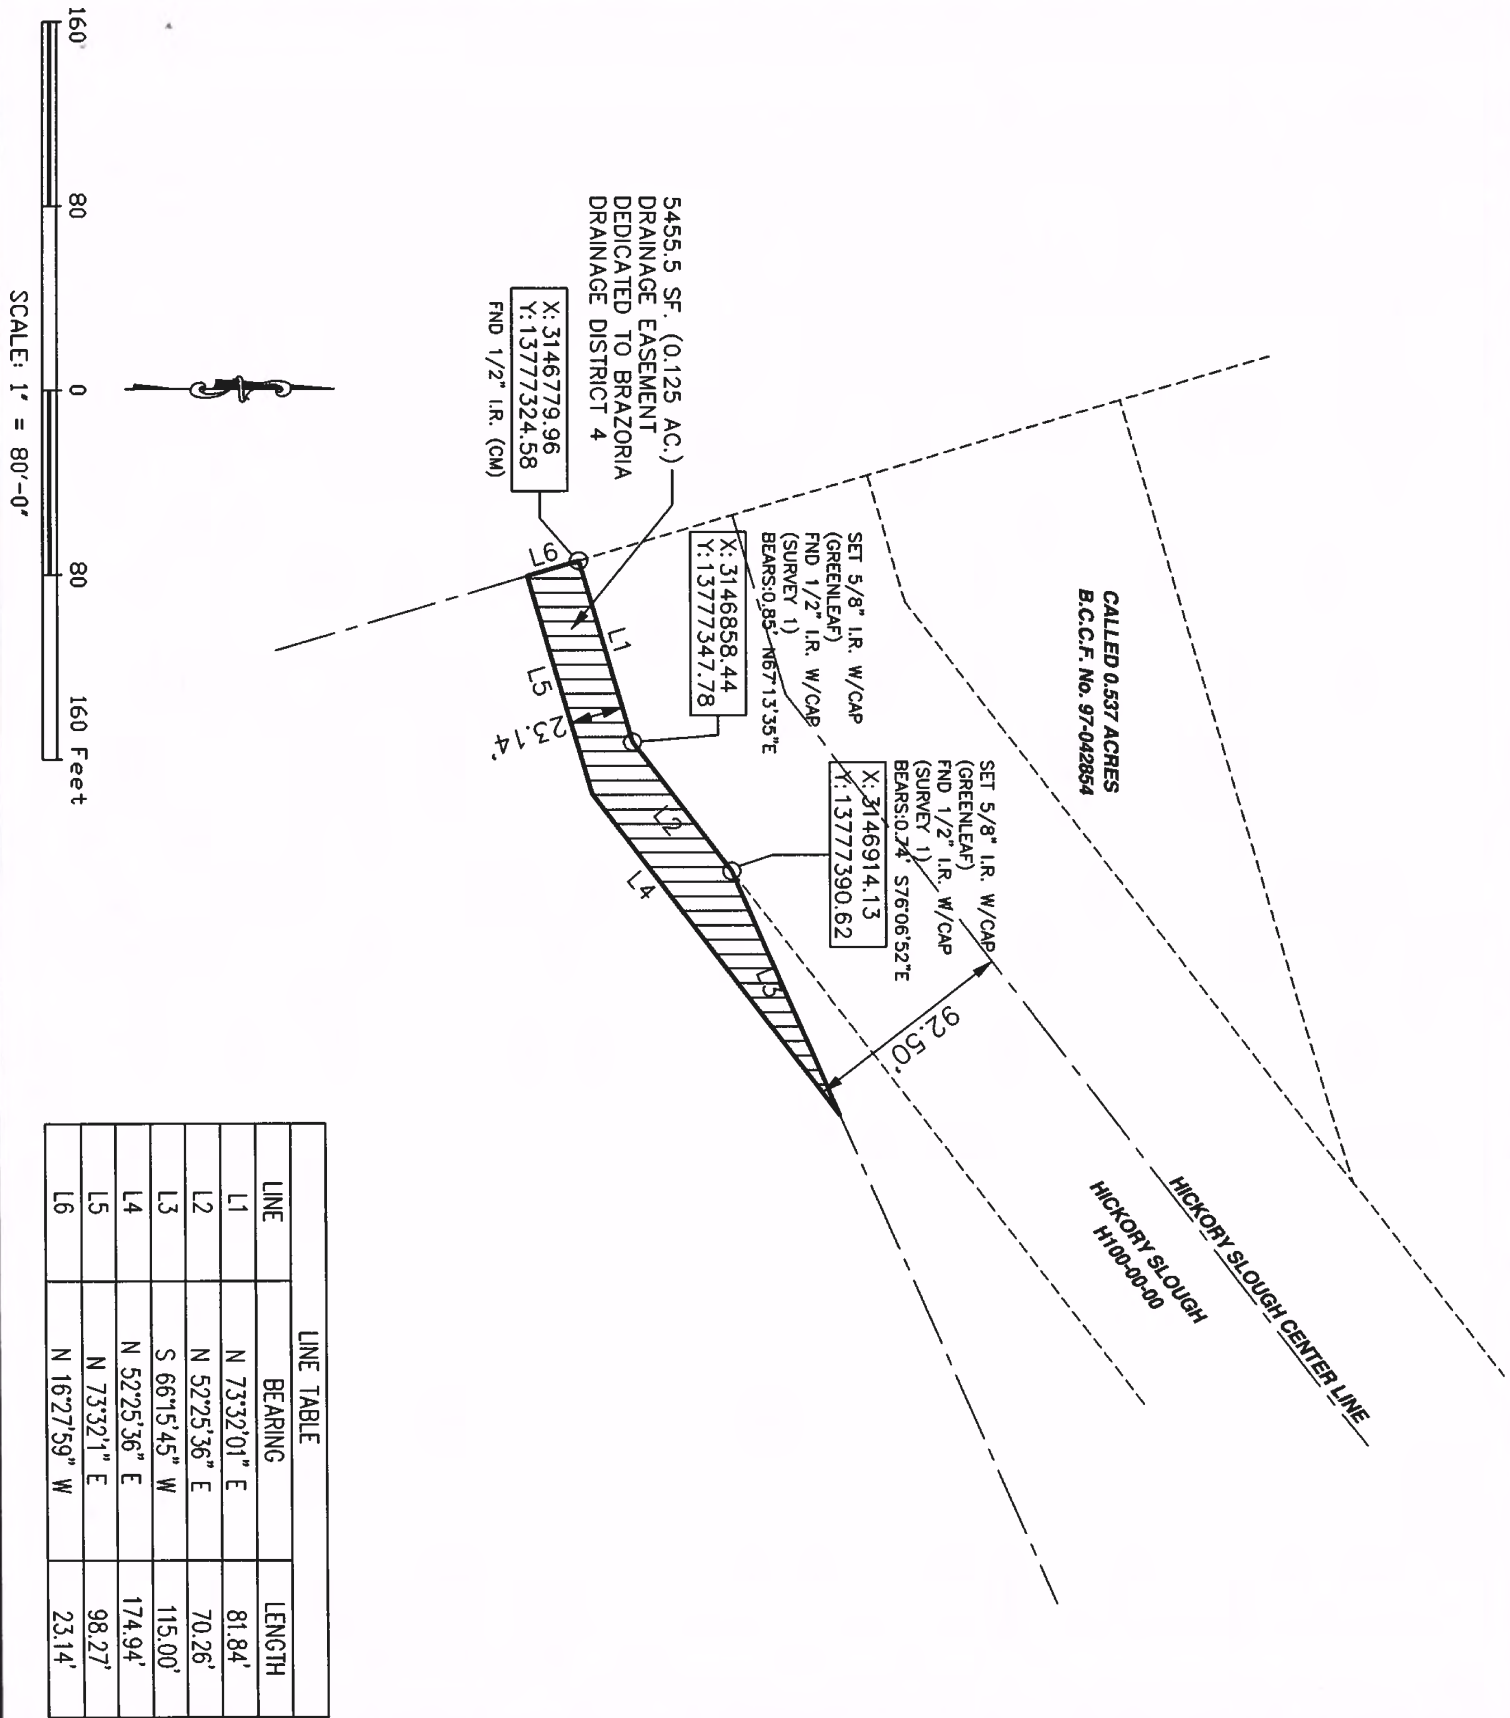 CALLED 0.537 ACRES
B.C.C.F. No. 97-042854
HICKORY SLOUGH CENTER LINE
HICKORY SLOUGH
H100-00-00
SET 5/8" I.R. W/CAP
(GREENLEAF)
FND 1/2" I.R. W/CAP
(SURVEY 1)
BEARS:0.74' S76°06'52"E
X: 3146914.13
Y: 13777390.62
92.50'
SET 5/8" I.R. W/CAP
(GREENLEAF)
FND 1/2" I.R. W/CAP
(SURVEY 1)
BEARS:0.85' N67°13'35"E
X: 3146858.44
Y: 13777347.78
5455.5 SF. (0.125 AC.)
DRAINAGE EASEMENT
DEDICATED TO BRAZORIA
DRAINAGE DISTRICT 4
X: 3146779.96
Y: 13777324.58
FND 1/2" I.R. (CM)
L6
L1
L5
23.14'
L2
L4
L3
160
80
0
80
160 Feet
SCALE: 1" = 80'-0"
LINE TABLE
LINE BEARING LENGTH
L1 N 73°32'01" E 81.84'
L2 N 52°25'36" E 70.26'
L3 S 66°15'45" W 115.00'
L4 N 52°25'36" E 174.94'
L5 N 73°32'1" E 98.27'
L6 N 16°27'59" W 23.14'